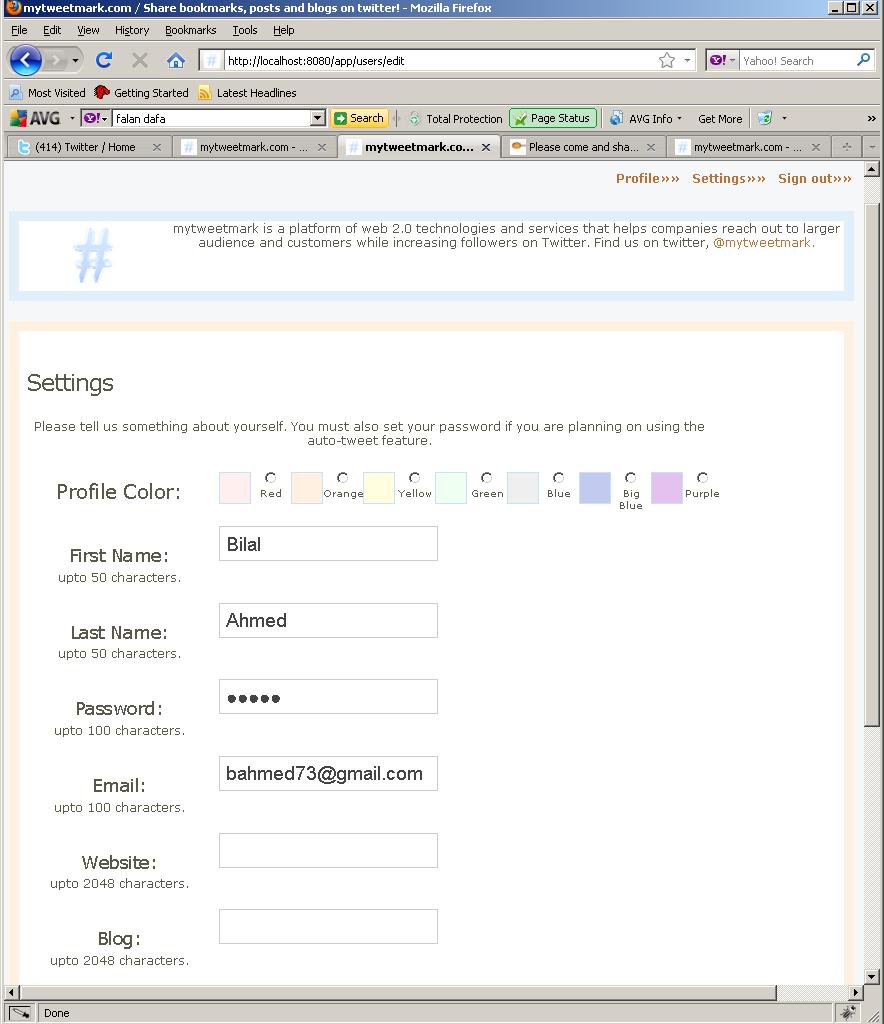 mytweetmark.com / Share bookmarks, posts and blogs on twitter! - Mozilla Firefox
File Edit View History Bookmarks Tools Help
# http://localhost:8080/app/users/edit Y! Yahoo! Search
Most Visited Getting Started Latest Headlines
AVG Y! falan dafa Search Total Protection Page Status AVG Info Get More »
(414) Twitter / Home # mytweetmark.com - ... # mytweetmark.co... Please come and sha... # mytweetmark.com - ...
Profile»» Settings»» Sign out»»
#
mytweetmark is a platform of web 2.0 technologies and services that helps companies reach out to larger
audience and customers while increasing followers on Twitter. Find us on twitter, @mytweetmark.
Settings
Please tell us something about yourself. You must also set your password if you are planning on using the
auto-tweet feature.
Profile Color: Red Orange Yellow Green Blue Big Blue Purple
First Name: Bilal
upto 50 characters.
Last Name: Ahmed
upto 50 characters.
Password: •••••
upto 100 characters.
Email: bahmed73@gmail.com
upto 100 characters.
Website:
upto 2048 characters.
Blog:
upto 2048 characters.
Done